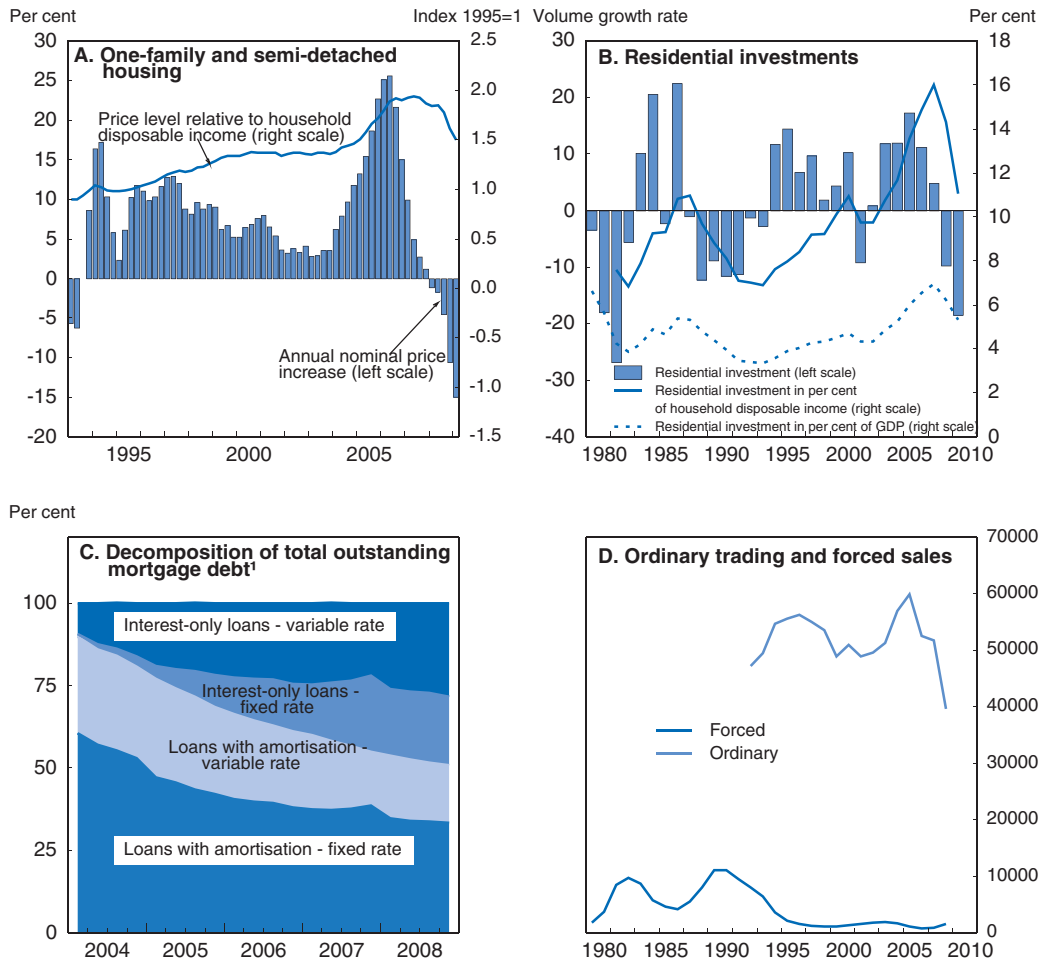 Per cent
Index 1995=1
30
25
20
15
10
5
0
-5
-10
-15
-20
2.5
2.0
1.5
1.0
0.5
0.0
-0.5
-1.0
-1.5
A. One-family and semi-detached
housing
Price level relative to household
disposable income (right scale)
Annual nominal price
increase (left scale)
1995
2000
2005
Volume growth rate
Per cent
30
20
10
0
-10
-20
-30
-40
18
16
14
12
10
8
6
4
2
0
B. Residential investments
Residential investment (left scale)
Residential investment in per cent
of household disposable income (right scale)
Residential investment in per cent of GDP (right scale)
1980
1985
1990
1995
2000
2005
2010
Per cent
100
75
50
25
0
C. Decomposition of total outstanding
mortgage debt¹
Interest-only loans - variable rate
Interest-only loans -
fixed rate
Loans with amortisation -
variable rate
Loans with amortisation - fixed rate
2004
2005
2006
2007
2008
D. Ordinary trading and forced sales
70000
60000
50000
40000
30000
20000
10000
0
Forced
Ordinary
1980
1985
1990
1995
2000
2005
2010